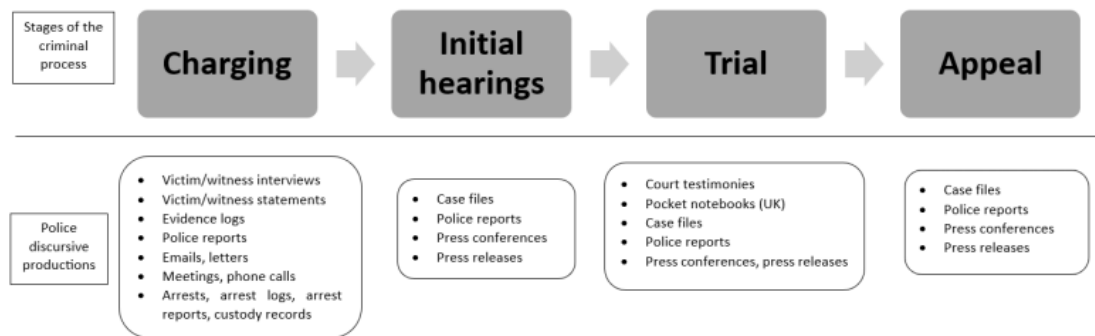 Stages of the
criminal
process
Charging
Initial
hearings
Trial
Appeal
Police
discursive
productions
• Victim/witness interviews
• Victim/witness statements
• Evidence logs
• Police reports
• Emails, letters
• Meetings, phone calls
• Arrests, arrest logs, arrest
reports, custody records
• Case files
• Police reports
• Press conferences
• Press releases
• Court testimonies
• Pocket notebooks (UK)
• Case files
• Police reports
• Press conferences, press releases
• Case files
• Police reports
• Press conferences
• Press releases